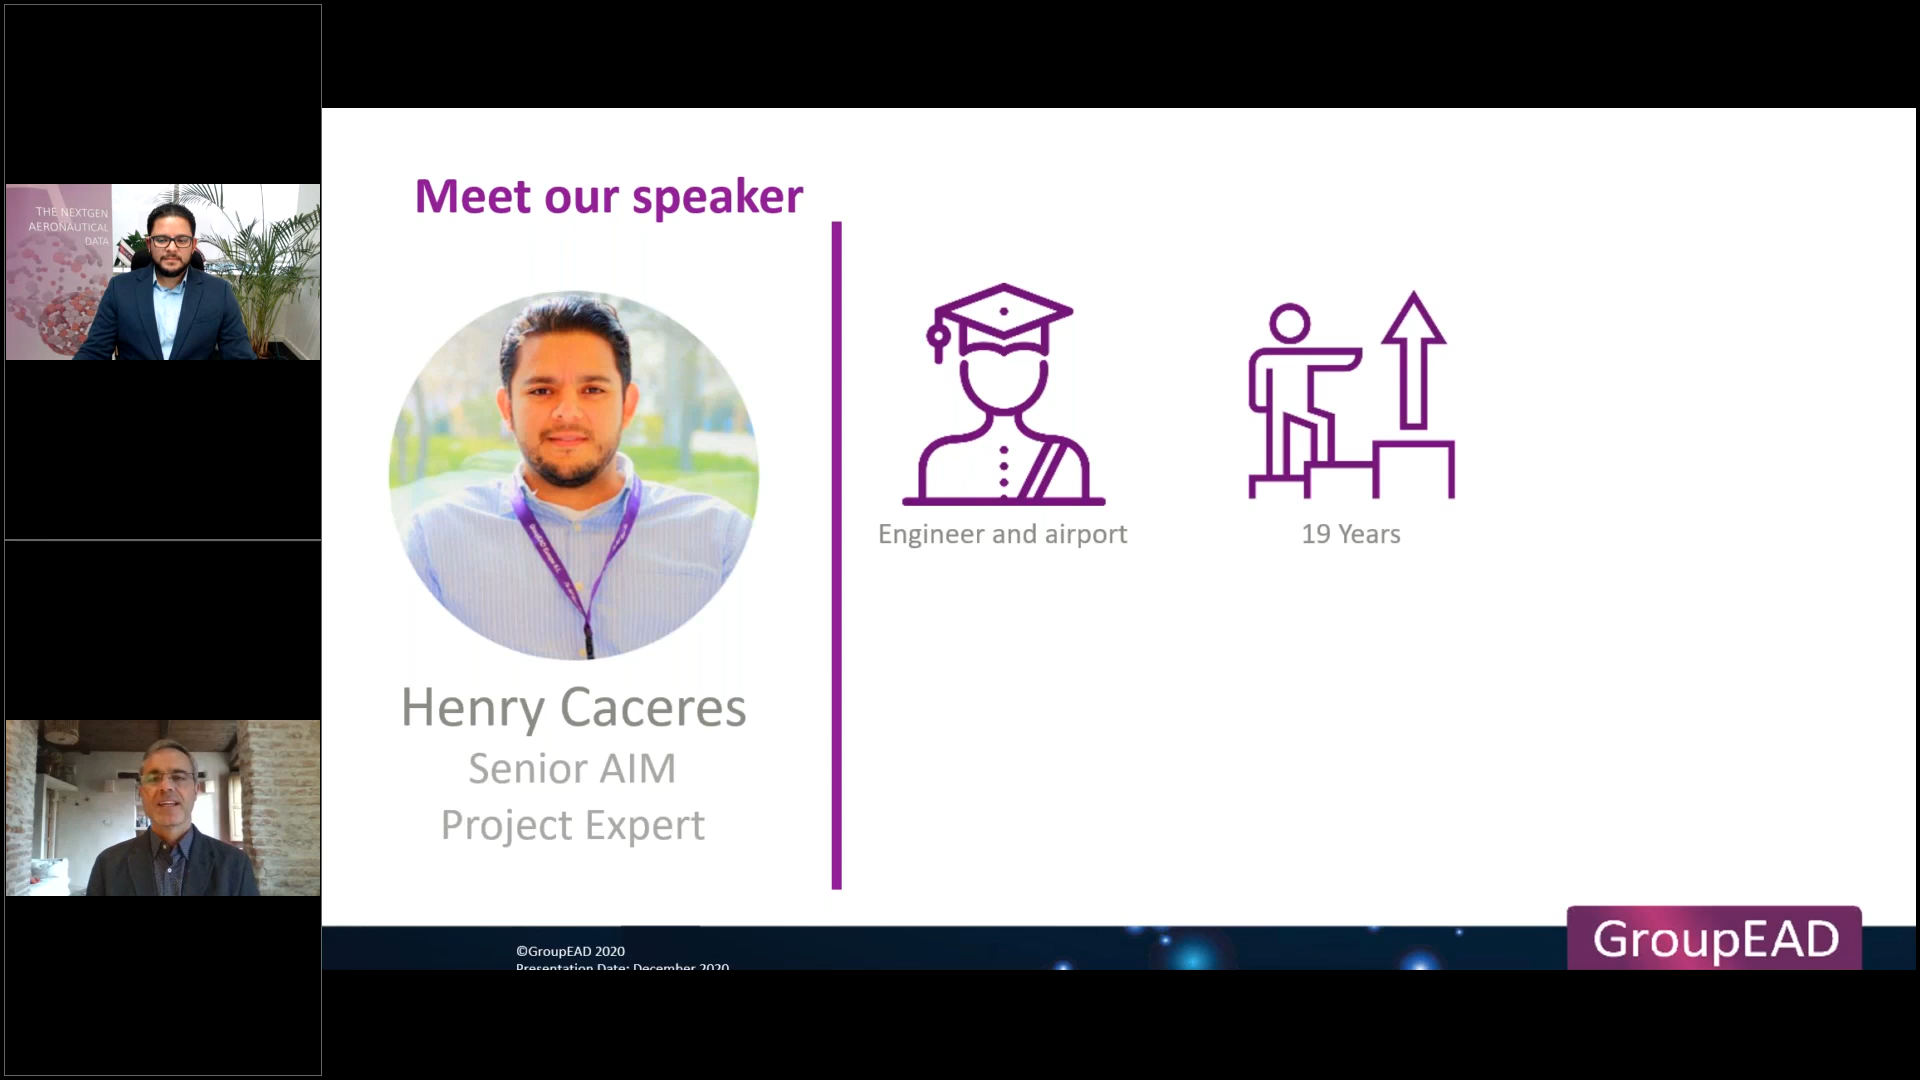 THE NEXTGEN
AERONAUTICAL
DATA
Meet our speaker
Engineer and airport
19 Years
Henry Caceres
Senior AIM
Project Expert
©GroupEAD 2020
Presentation Date: December 2020
GroupEAD